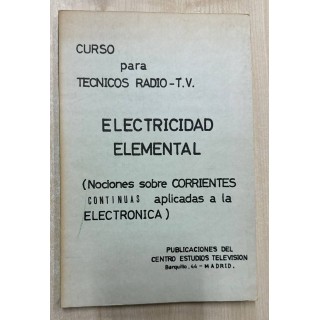 CURSO
para
TECNICOS RADIO-T.V.
ELECTRICIDAD
ELEMENTAL
(Nociones sobre CORRIENTES
CONTINUAS aplicadas a la
ELECTRONICA)
PUBLICACIONES DEL
CENTRO ESTUDIOS TELEVISION
Barquillo, 44 - MADRID.